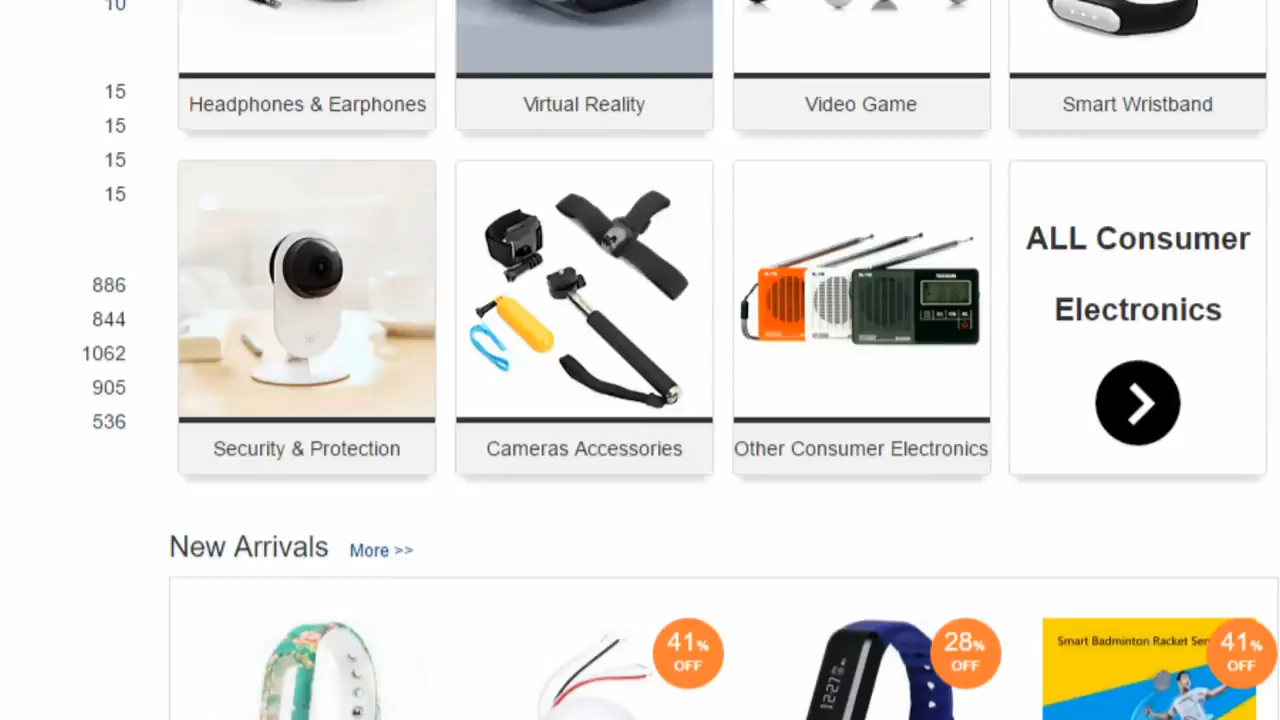 10
15
15
15
15
886
844
1062
905
536
Headphones & Earphones
Virtual Reality
Video Game
Smart Wristband
ALL Consumer
Electronics
Security & Protection
Cameras Accessories
Other Consumer Electronics
New Arrivals
More >>
41%
OFF
12:27
28%
OFF
Smart Badminton Racket Sen
41%
OFF